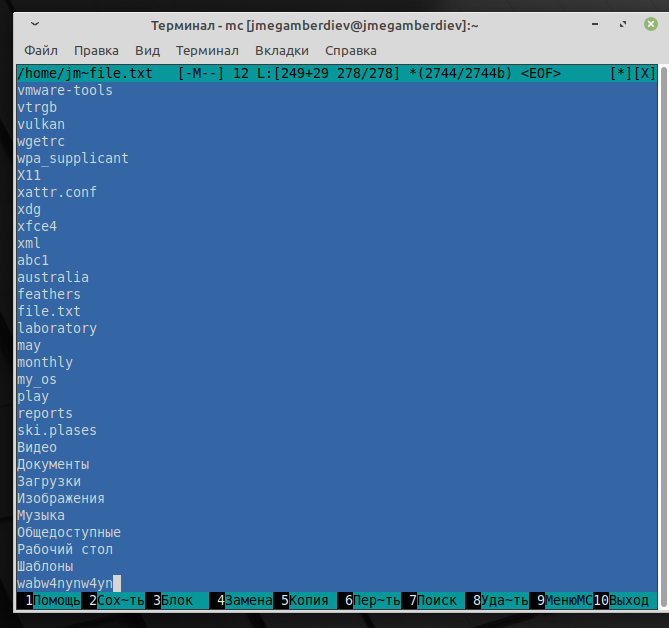 Терминал - mc [jmegamberdiev@jmegamberdiev]:~
Файл Правка Вид Терминал Вкладки Справка
/home/jm~file.txt [-M--] 12 L:[249+29 278/278] *(2744/2744b) <EOF> [*][X]
vmware-tools
vtrgb
vulkan
wgetrc
wpa_supplicant
X11
xattr.conf
xdg
xfce4
xml
abc1
australia
feathers
file.txt
laboratory
may
monthly
my_os
play
reports
ski.plases
Видео
Документы
Загрузки
Изображения
Музыка
Общедоступные
Рабочий стол
Шаблоны
wabw4nynw4yn
1Помощь 2Сох~ть 3Блок 4Замена 5Копия 6Пер~ть 7Поиск 8Уда~ть 9МенюMC 10Выход